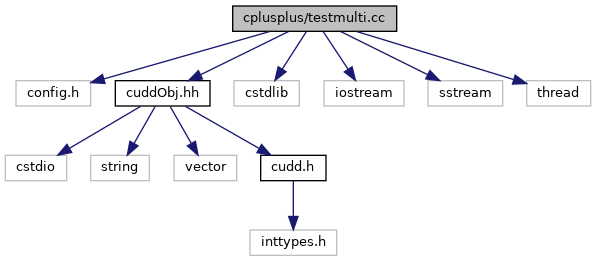 cplusplus/testmulti.cc
config.h
cuddObj.hh
cstdlib
iostream
sstream
thread
cstdio
string
vector
cudd.h
inttypes.h